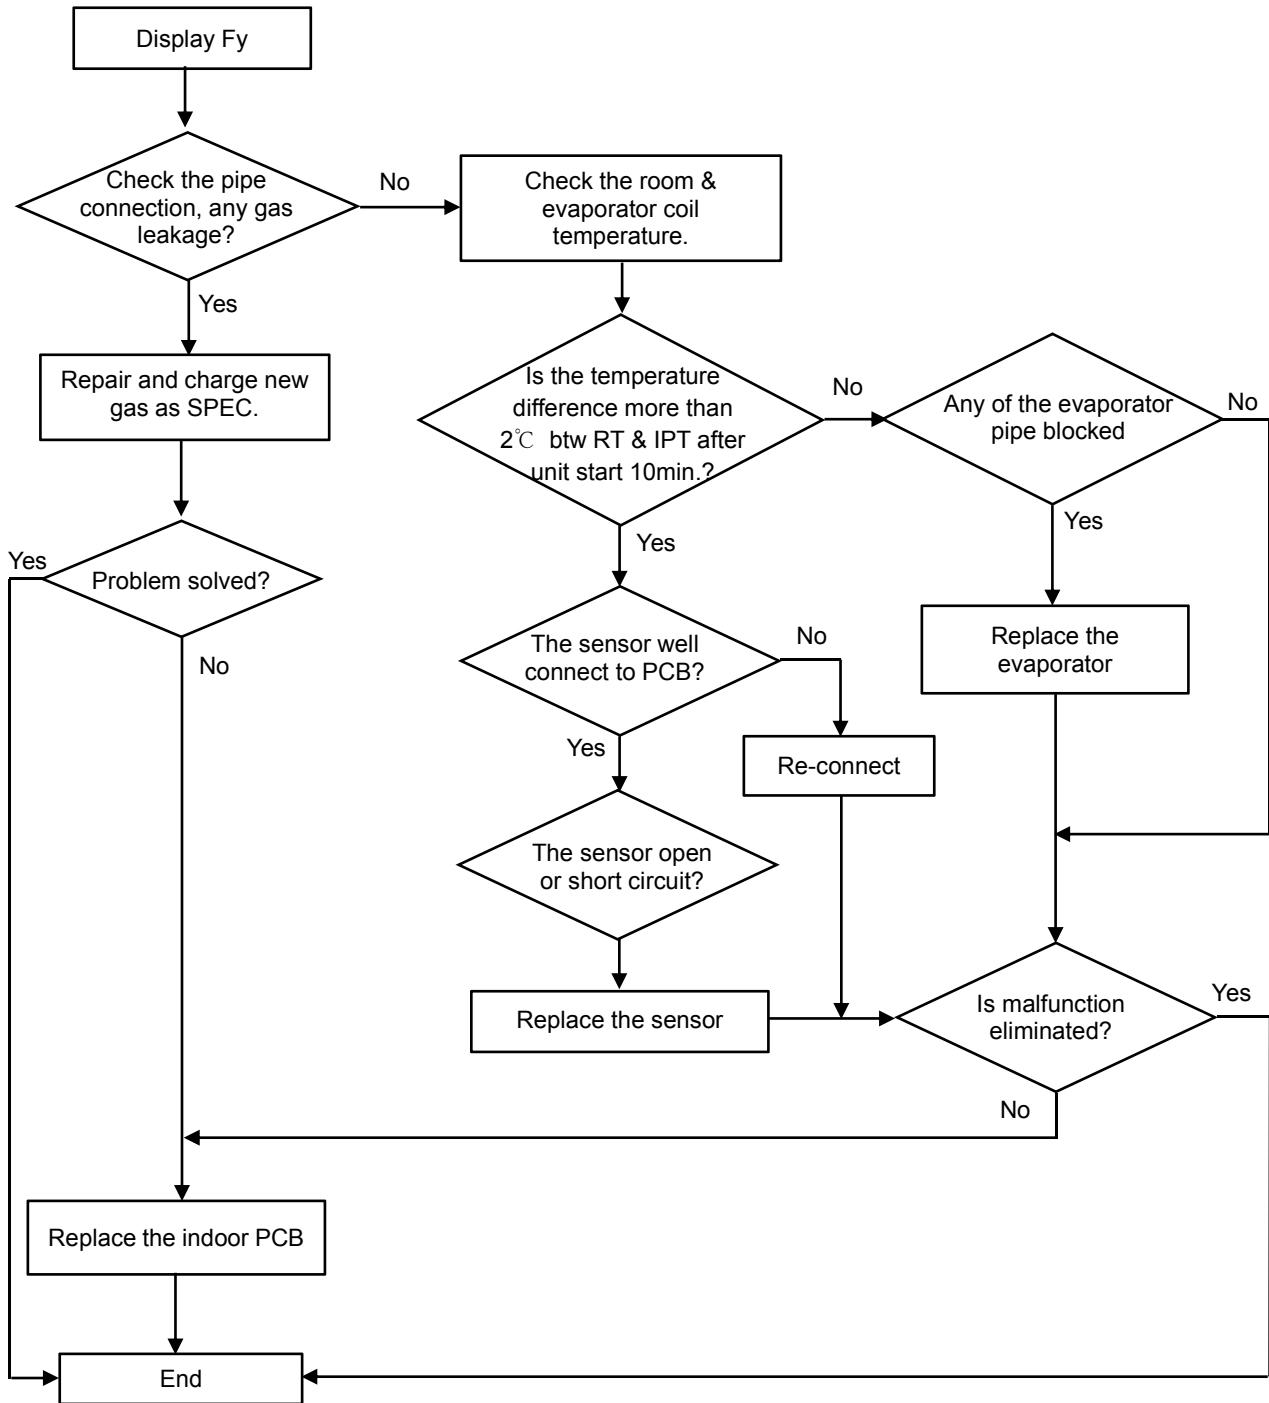 Display Fy
Check the pipe
connection, any gas
leakage?
No
Check the room &
evaporator coil
temperature.
Yes
Repair and charge new
gas as SPEC.
Is the temperature
difference more than
2℃ btw RT & IPT after
unit start 10min.?
No
Any of the evaporator
pipe blocked
No
Yes
Yes
Yes
Problem solved?
No
The sensor well
connect to PCB?
No
Replace the
evaporator
Yes
Re-connect
The sensor open
or short circuit?
Replace the sensor
Is malfunction
eliminated?
Yes
No
Replace the indoor PCB
End